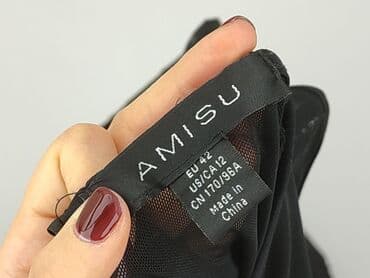 AMISU
EU 42
US/CA 12
CN 170/96A
Made in
China